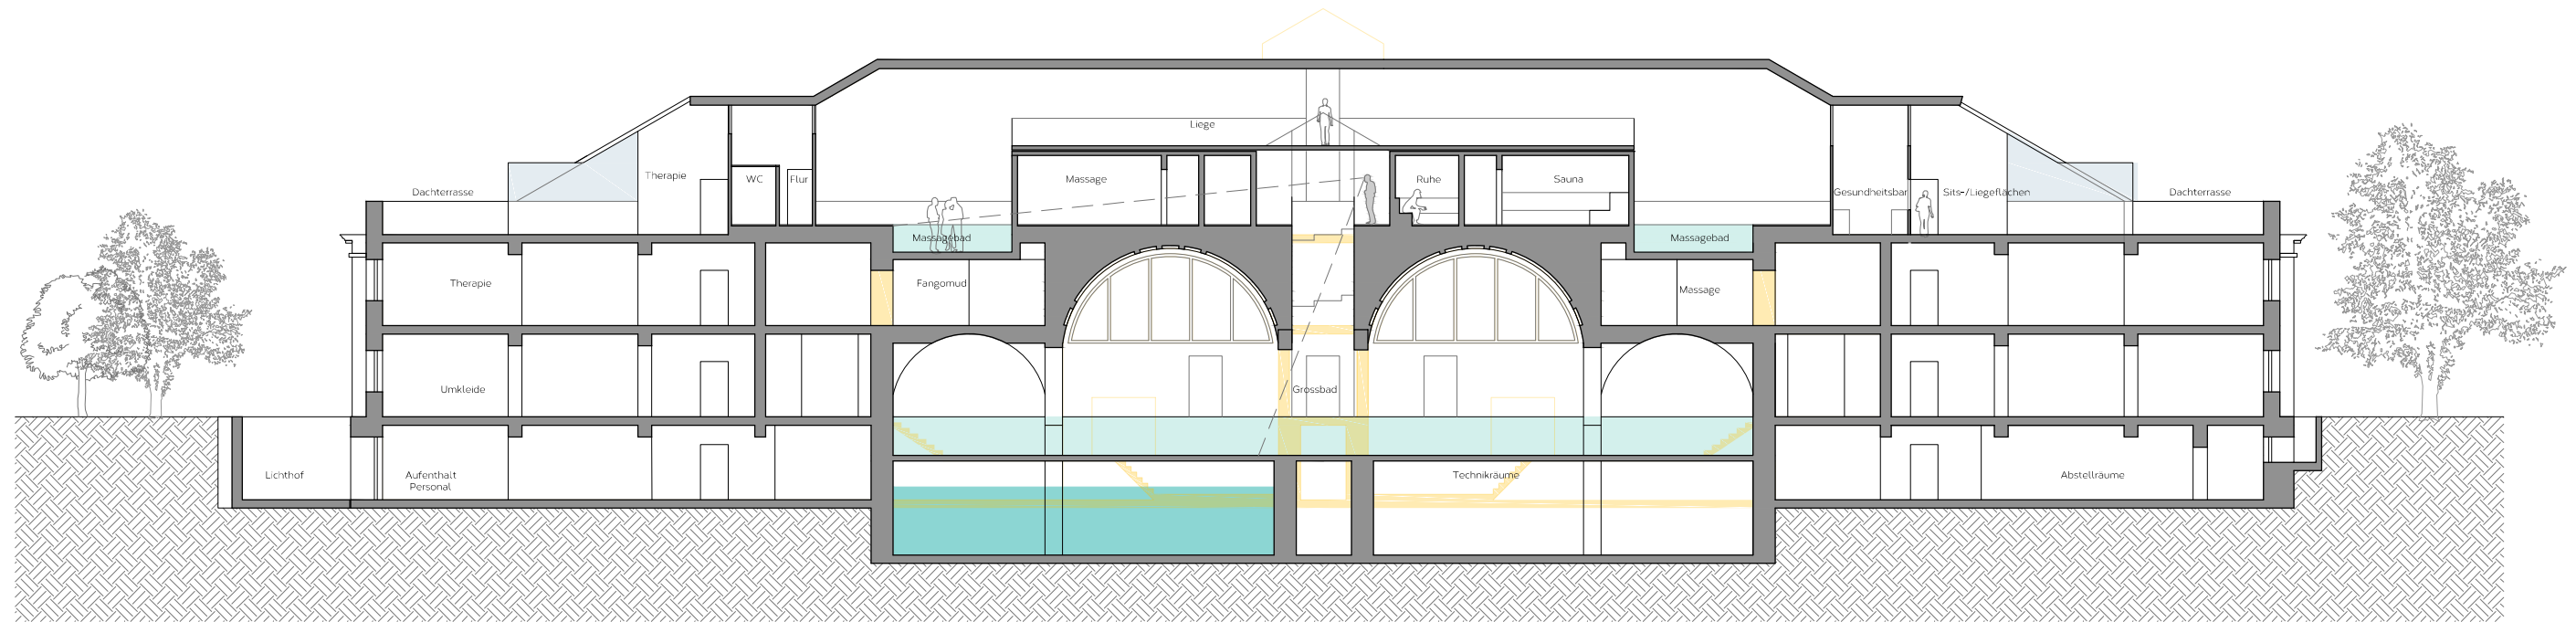 Liege
Dachterrasse
Therapie
WC
Flur
Massage
Ruhe
Sauna
Gesundheitsbar
Sits-/Liegeflächen
Dachterrasse
Massagebad
Massagebad
Therapie
Fangomud
Massage
Umkleide
Grossbad
Lichthof
Aufenthalt
Personal
Technikräume
Abstellräume